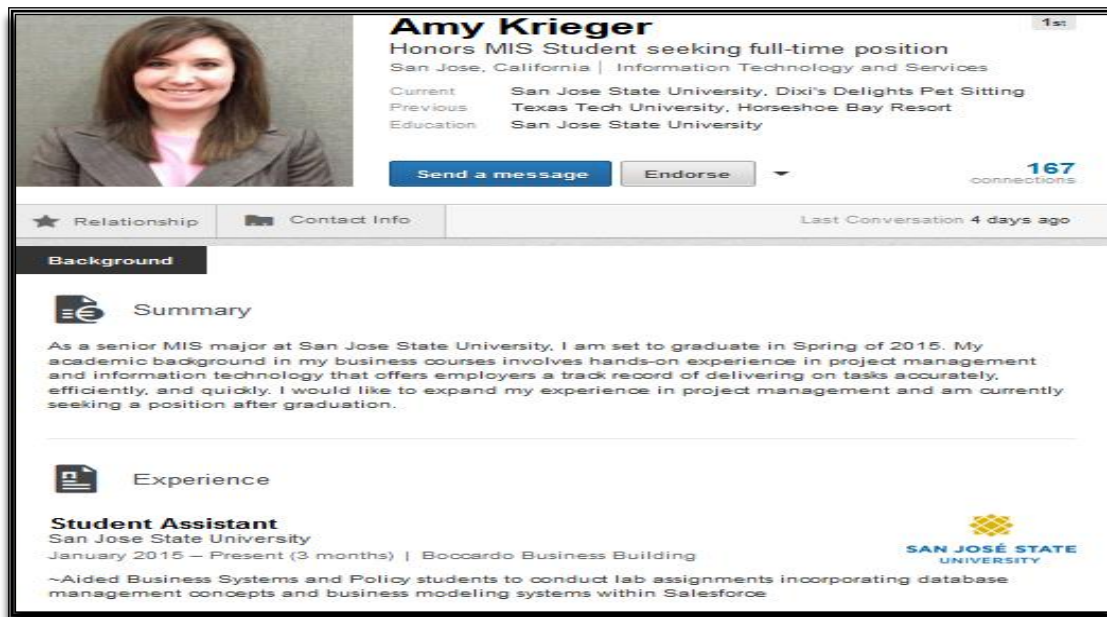 Amy Krieger
1st
Honors MIS Student seeking full-time position
San Jose, California | Information Technology and Services
Current San Jose State University, Dixi's Delights Pet Sitting
Previous Texas Tech University, Horseshoe Bay Resort
Education San Jose State University
Send a message
Endorse
167
connections
Relationship
Contact Info
Last Conversation 4 days ago
Background
Summary
As a senior MIS major at San Jose State University, I am set to graduate in Spring of 2015. My
academic background in my business courses involves hands-on experience in project management
and information technology that offers employers a track record of delivering on tasks accurately,
efficiently, and quickly. I would like to expand my experience in project management and am currently
seeking a position after graduation.
Experience
Student Assistant
San Jose State University
January 2015 – Present (3 months) | Boccardo Business Building
SAN JOSÉ STATE
UNIVERSITY
~Aided Business Systems and Policy students to conduct lab assignments incorporating database
management concepts and business modeling systems within Salesforce